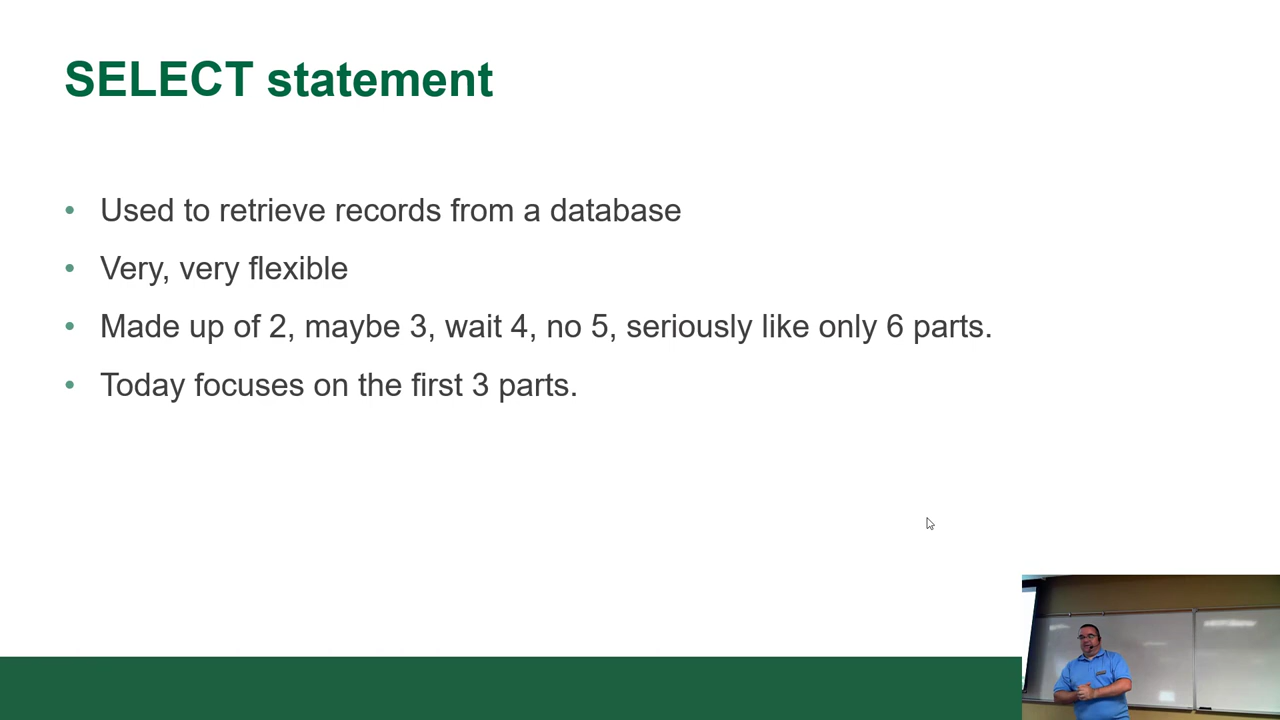 SELECT statement
• Used to retrieve records from a database
• Very, very flexible
• Made up of 2, maybe 3, wait 4, no 5, seriously like only 6 parts.
• Today focuses on the first 3 parts.